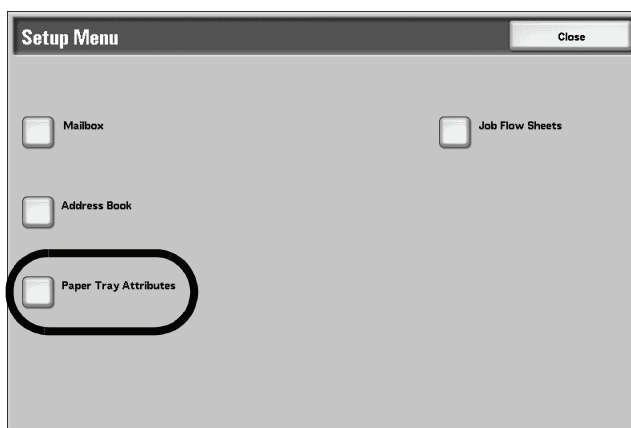 Setup Menu
Close
Mailbox
Job Flow Sheets
Address Book
Paper Tray Attributes